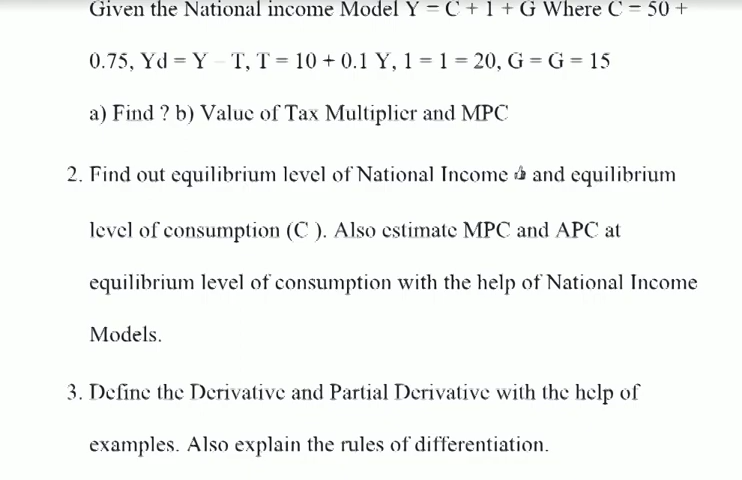 Given the National income Model Y = C + 1 + G Where C = 50 +
0.75, Yd = Y – T, T = 10 + 0.1 Y, 1 = 1 = 20, G = G = 15
a) Find ? b) Value of Tax Multiplier and MPC
2. Find out equilibrium level of National Income and equilibrium
level of consumption (C ). Also estimate MPC and APC at
equilibrium level of consumption with the help of National Income
Models.
3. Define the Derivative and Partial Derivative with the help of
examples. Also explain the rules of differentiation.